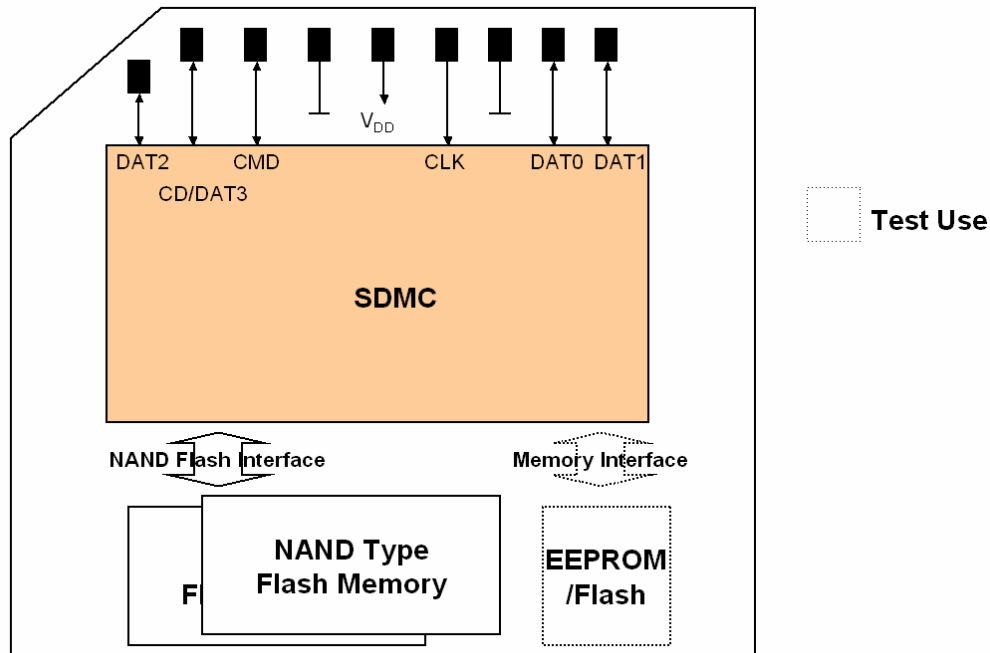 V_DD
DAT2
CMD
CLK
DAT0
DAT1
CD/DAT3
Test Use
SDMC
NAND Flash Interface
Memory Interface
NAND Type
Flash Memory
EEPROM
/Flash